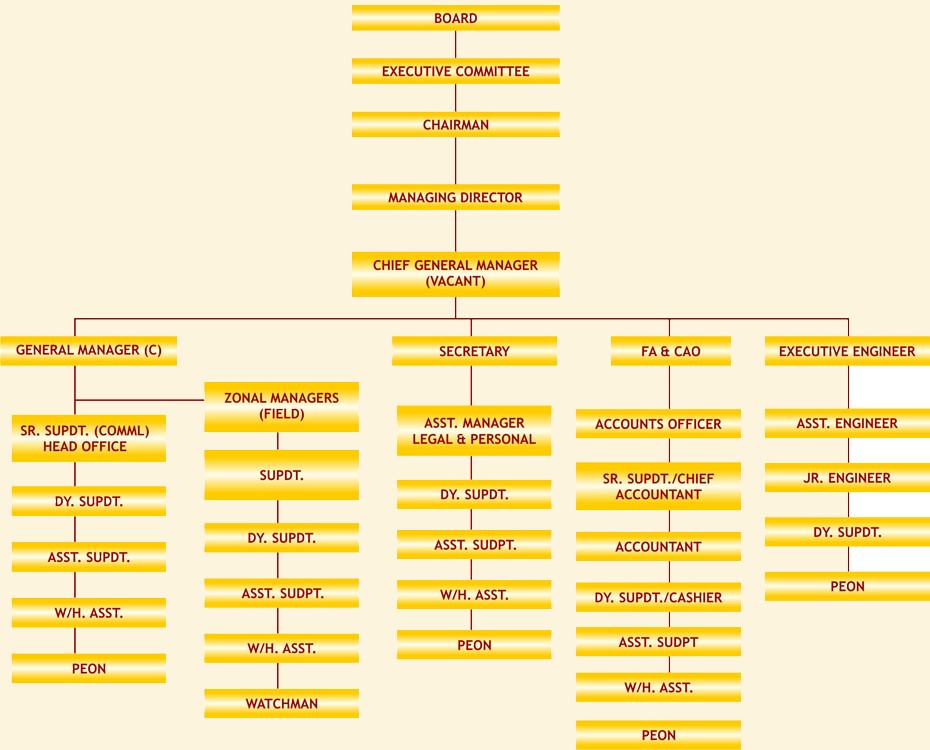 BOARD
EXECUTIVE COMMITTEE
CHAIRMAN
MANAGING DIRECTOR
CHIEF GENERAL MANAGER
(VACANT)
GENERAL MANAGER (C)
SR. SUPDT. (COMML)
HEAD OFFICE
DY. SUPDT.
ASST. SUPDT.
W/H. ASST.
PEON
ZONAL MANAGERS
(FIELD)
SUPDT.
DY. SUPDT.
ASST. SUDPT.
W/H. ASST.
WATCHMAN
SECRETARY
ASST. MANAGER
LEGAL & PERSONAL
DY. SUPDT.
ASST. SUDPT.
W/H. ASST.
PEON
FA & CAO
ACCOUNTS OFFICER
SR. SUPDT./CHIEF
ACCOUNTANT
ACCOUNTANT
DY. SUPDT./CASHIER
ASST. SUDPT
W/H. ASST.
PEON
EXECUTIVE ENGINEER
ASST. ENGINEER
JR. ENGINEER
DY. SUPDT.
PEON